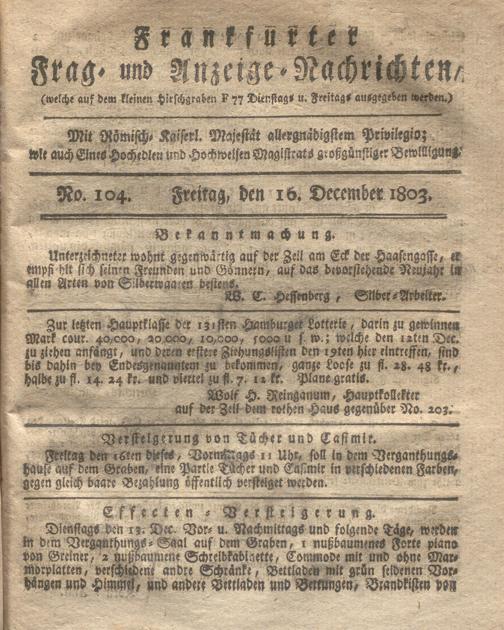 Frankfurter
Frag- und Anzeige-Nachrichten,
(welche auf dem kleinen Hirschgraben F 77 Dienstags u. Freitags ausgegeben werden.)
Mit Römisch-Kaiserl. Majestät allergnädigstem Privilegio;
wie auch Eines Hochedlen und Hochweisen Magistrats großgünstiger Bewilligung.
No. 104. Freitag, den 16. December 1803.
Bekanntmachung.
Unterzeichneter wohnt gegenwärtig auf der Zeil am Eck der Haasengasse, er
empfihlt sich seinen Freunden und Gönnern, auf das bevorstehende Neujahr in
allen Arten von Silberwaaren bestens.
W. C. Hessenberg, Silber-Arbeiter.
Zur letzten Hauptklasse der 131sten Hamburger Lotterie, darin zu gewinnen
Mark cour. 40,000, 20,000, 10,000, 5000 u. s. w.; welche den 12ten Dec.
zu ziehen anfängt, und deren erstere Ziehungslisten den 19ten hier eintreffen, sind
bis dahin bey Endesgenanntem zu bekommen, ganze Loose zu fl. 28. 48 kr.,
halbe zu fl. 14. 24 kr. und viertel zu fl. 7. 12 kr. Plane gratis.
Wolf H. Reinganum, Hauptkollekter
auf der Zeil dem rothen Haus gegenüber No. 203.
Versteigerung von Tücher und Casimir.
Freitag den 16ten dieses, Vormittags 11 Uhr, soll in dem Verganthungs-
hause auf dem Graben, eine Partie Tücher und Casimir in verschiedenen Farben,
gegen gleich baare Bezahlung öffentlich versteiget werden.
Effecten-Versteigerung.
Dienstags den Dec. Vor- u. Nachmittags und folgende Täge, werden
in dem Verganthungs-Saal auf dem Graben, 1 nußbaumenes Forte piano
von Greiner, 2 nußbaumene Schreibkabinette, Commode mit und ohne Mar-
morplatten, verschiedene andre Schränke, Bettladen mit grün seidenen Vor-
hängen und Himmel, und andere Bettladen und Bettungen, Brandkisten von